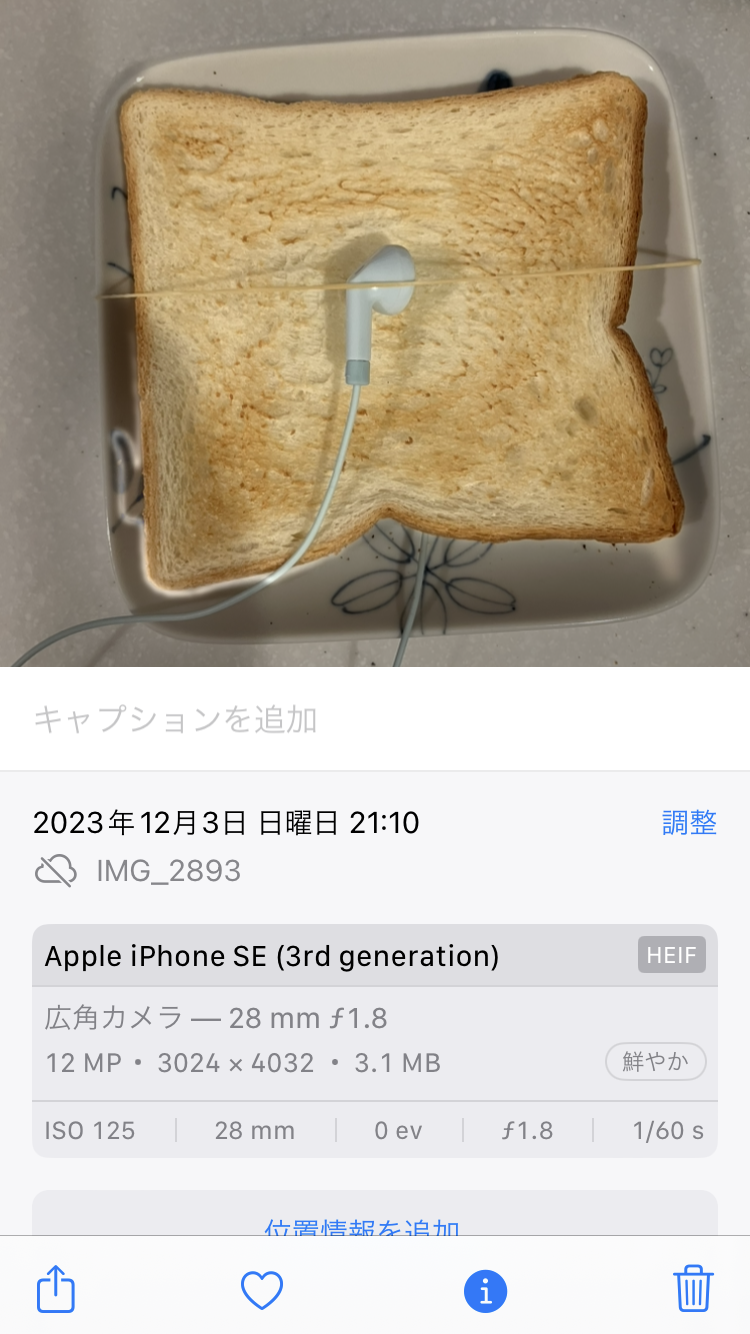 キャプションを追加
2023年12月3日 日曜日 21:10
調整
IMG_2893
Apple iPhone SE (3rd generation)
HEIF
広角カメラ — 28 mm ƒ1.8
12 MP • 3024 × 4032 • 3.1 MB
鮮やか
ISO 125
28 mm
0 ev
ƒ1.8
1/60 s
位置情報を追加